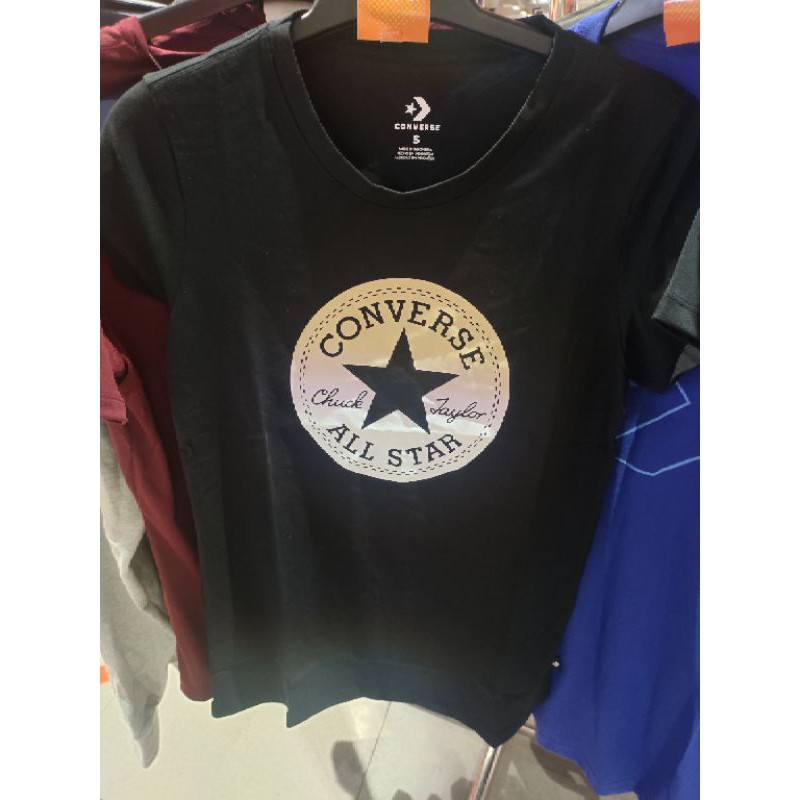 CONVERSE
S
CONVERSE
Chuck Taylor
ALL STAR